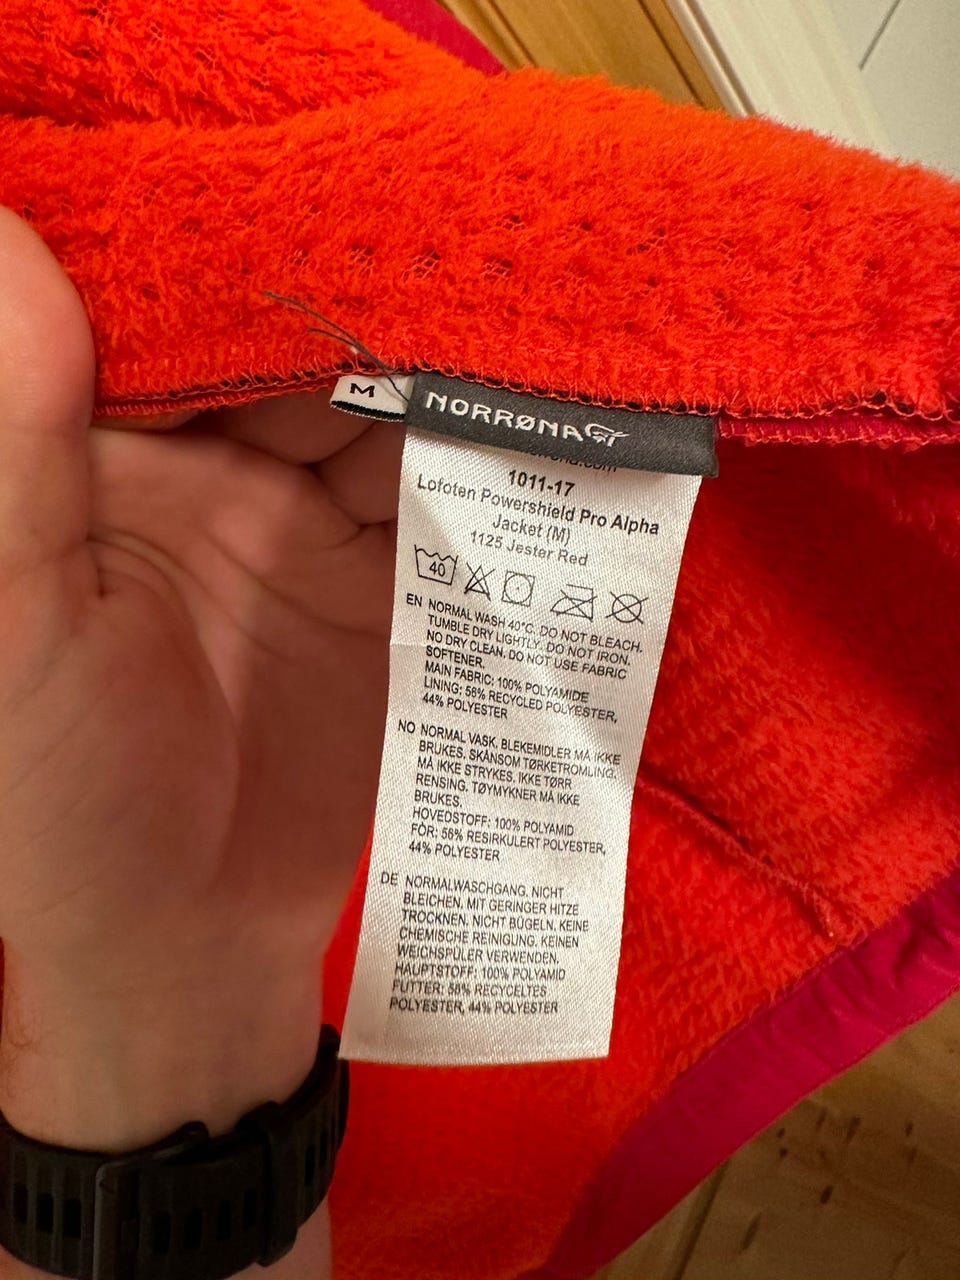 M
NORRØNA
1011-17
Lofoten Powershield Pro Alpha
Jacket (M)
1125 Jester Red
40
EN NORMAL WASH 40°C. DO NOT BLEACH.
TUMBLE DRY LIGHTLY. DO NOT IRON.
NO DRY CLEAN. DO NOT USE FABRIC
SOFTENER.
MAIN FABRIC: 100% POLYAMIDE
LINING: 56% RECYCLED POLYESTER,
44% POLYESTER
NO NORMAL VASK. BLEKEMIDLER MÅ IKKE
BRUKES. SKÅNSOM TØRKETROMLING.
MÅ IKKE STRYKES. IKKE TØRR
RENSING. TØYMYKNER MÅ IKKE
BRUKES.
HOVEDSTOFF: 100% POLYAMID
FÔR: 56% RESIRKULERT POLYESTER,
44% POLYESTER
DE NORMALWASCHGANG. NICHT
BLEICHEN. MIT GERINGER HITZE
TROCKNEN. NICHT BÜGELN. KEINE
CHEMISCHE REINIGUNG. KEINEN
WEICHSPÜLER VERWENDEN.
HAUPTSTOFF: 100% POLYAMID
FUTTER: 56% RECYCELTES
POLYESTER, 44% POLYESTER